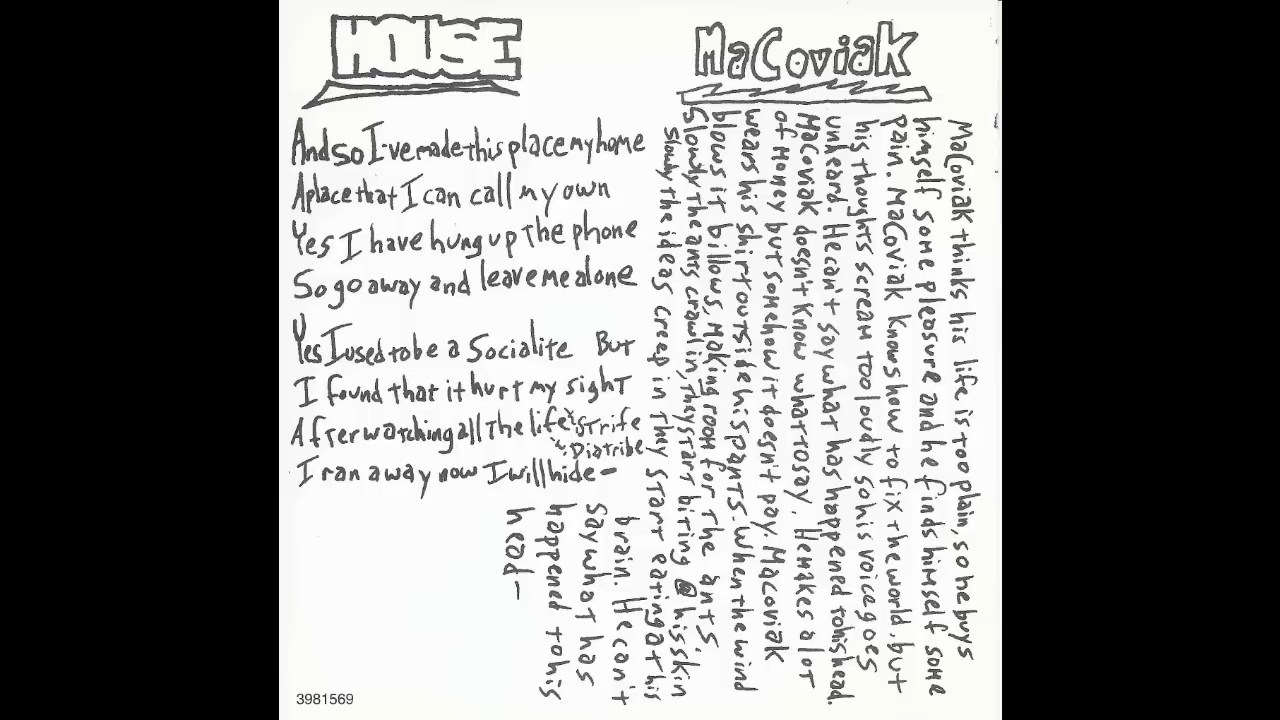 HOUSE
And so I've made this place my home
A place that I can call my own
Yes I have hung up the phone
So go away and leave me alone
Yes I used to be a Socialite But
I found that it hurt my sight
After watching all the life & Strife
& Diatribe
I ran away now I will hide -
MaCoviak
MaCoviak thinks his life is too plain, so he buys
himself some pleasure and he finds himself some
pain. MaCoviak knows how to fix the world, but
his thoughts scream too loudly so his voice goes
unheard. He can't say what has happened to his head.
MaCoviak doesn't know what to say, He makes a lot
of money but somehow it doesn't pay. MaCoviak
wears his shirt outside his pants. When the wind
blows it billows, making room for the ants,
Slowly the ants crawl in, they start biting @ his skin
Slowly the ideas creep in they start eating at his
brain. He can't
say what has
happened to his
head-
3981569